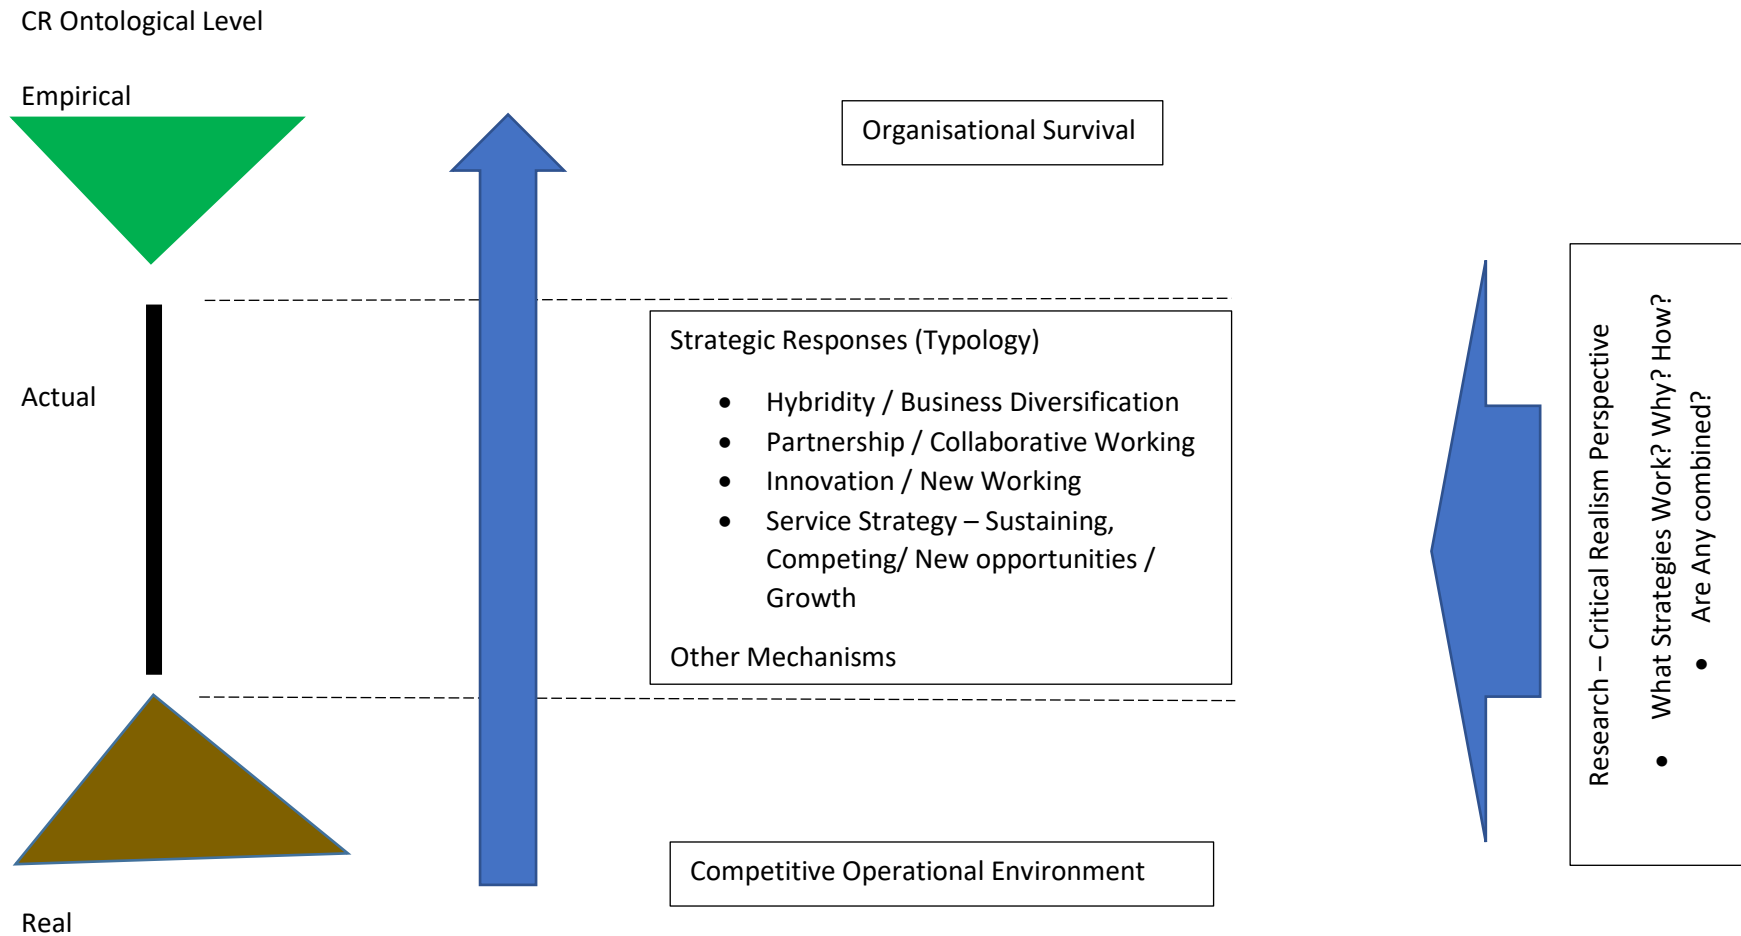 CR Ontological Level
Empirical
Organisational Survival
Strategic Responses (Typology)
● Hybridity / Business Diversification
● Partnership / Collaborative Working
● Innovation / New Working
● Service Strategy – Sustaining,
Competing/ New opportunities /
Growth
Other Mechanisms
Actual
Competitive Operational Environment
Real
Research – Critical Realism Perspective
● What Strategies Work? Why? How?
● Are Any combined?